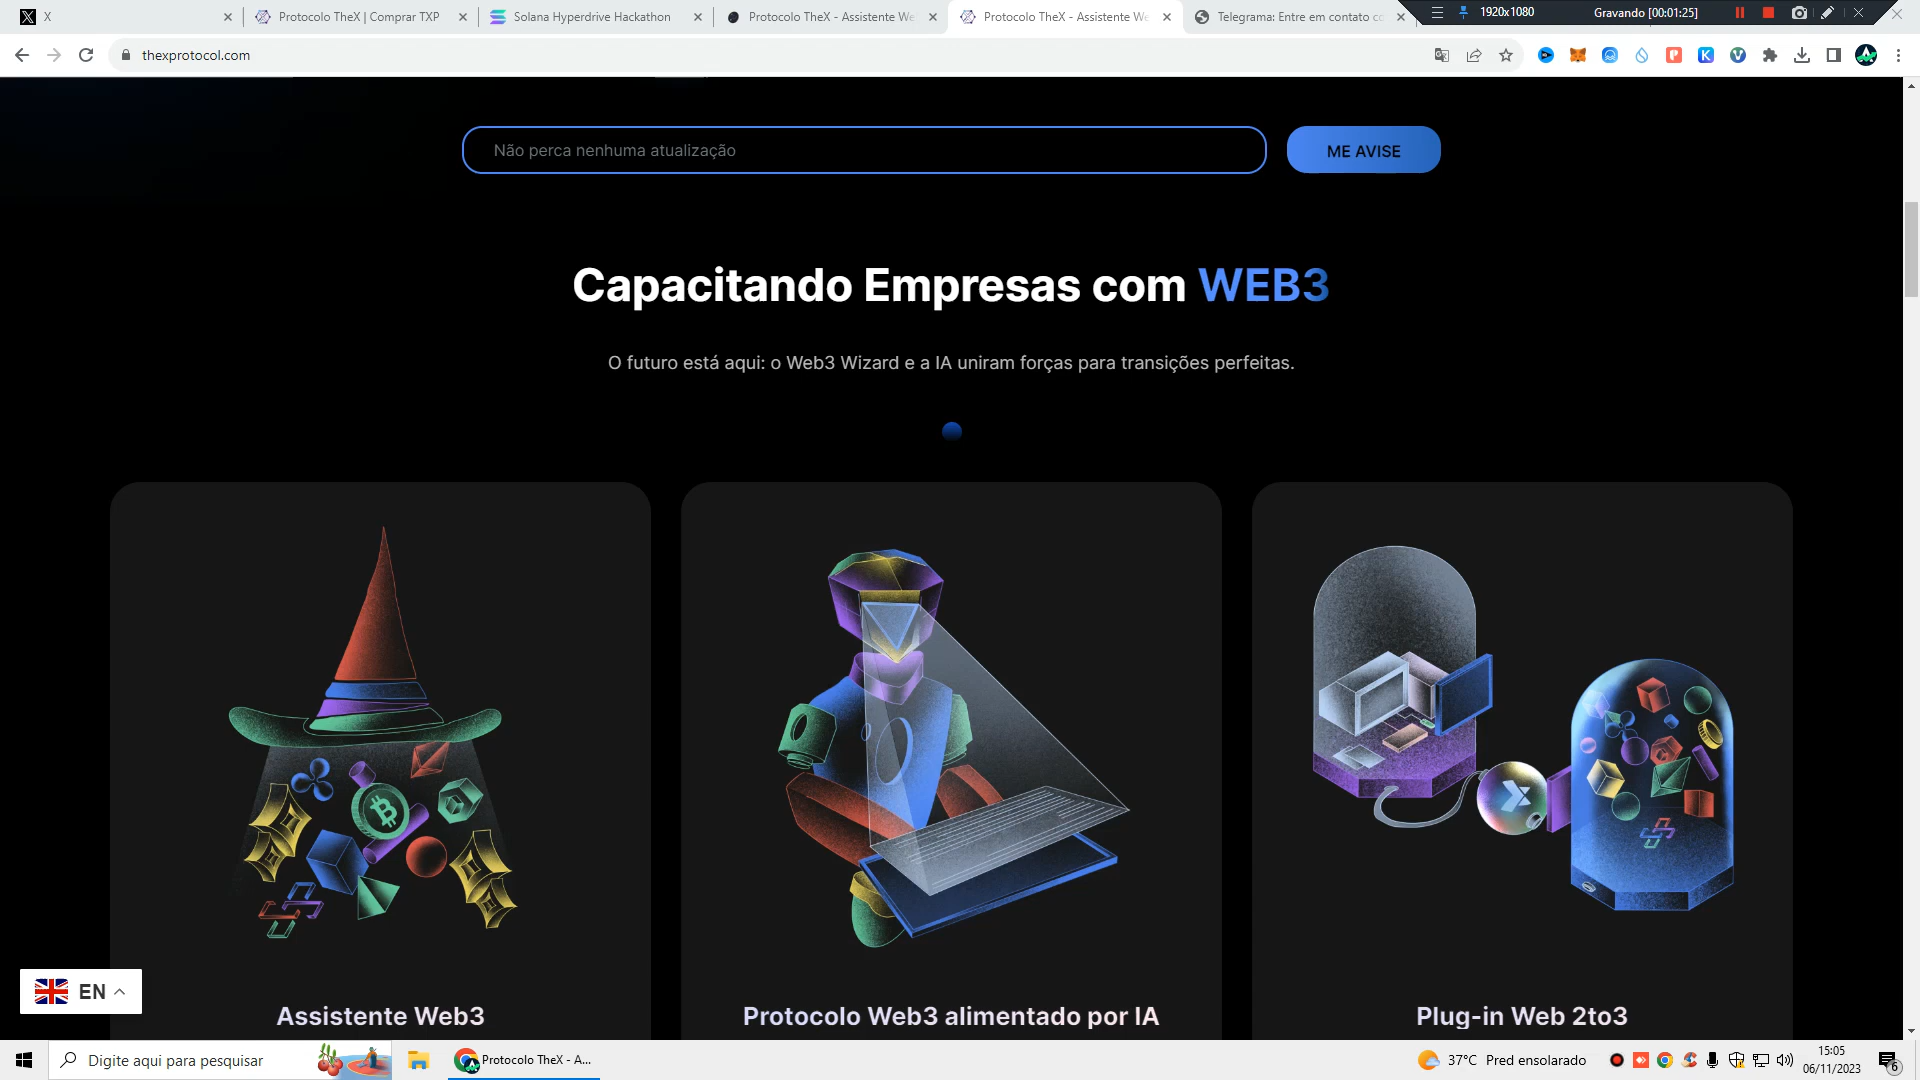 X
Protocolo TheX | Comprar TXP
Solana Hyperdrive Hackathon
Protocolo TheX - Assistente We
Protocolo TheX - Assistente We
Telegrama: Entre em contato co
1920x1080
Gravando [00:01:25]
thexprotocol.com
Não perca nenhuma atualização
ME AVISE
Capacitando Empresas com WEB3
O futuro está aqui: o Web3 Wizard e a IA uniram forças para transições perfeitas.
EN
Assistente Web3
Protocolo Web3 alimentado por IA
Plug-in Web 2to3
Digite aqui para pesquisar
Protocolo TheX - A...
37°C Pred ensolarado
15:05
06/11/2023
6